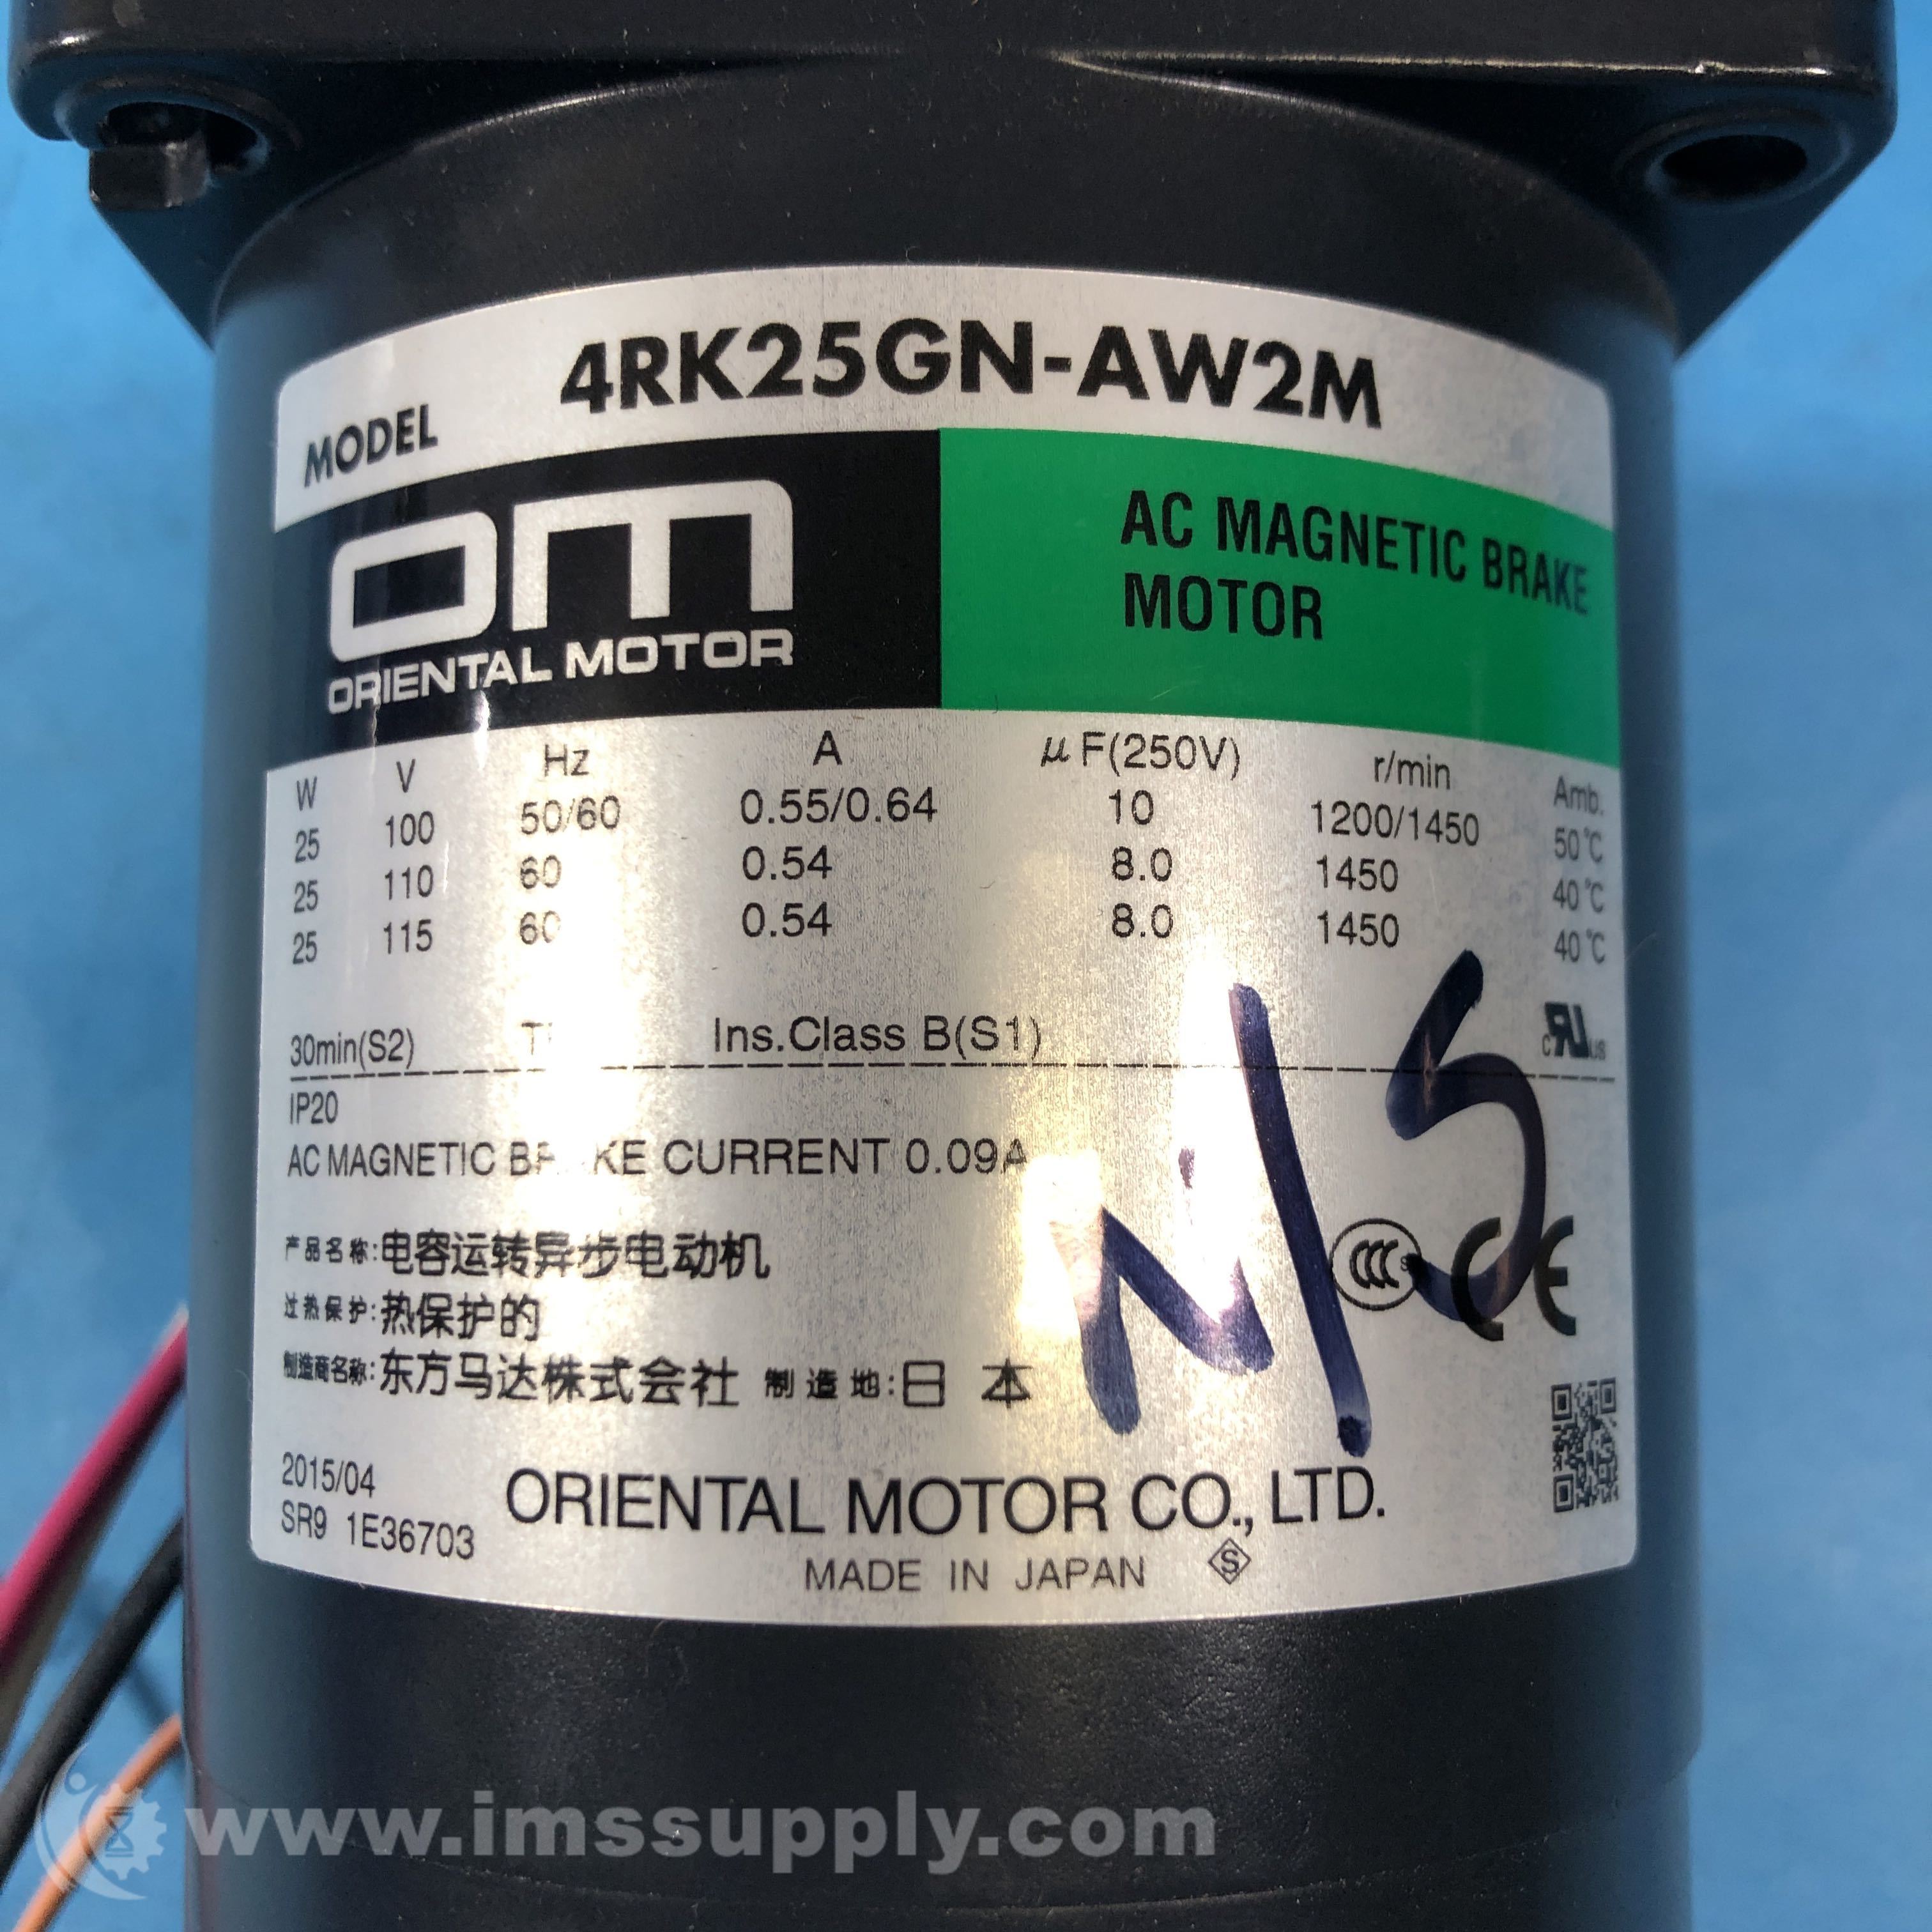 MODEL 4RK25GN-AW2M
OM
ORIENTAL MOTOR
AC MAGNETIC BRAKE
MOTOR
W V Hz A μF(250V) r/min Amb.
25 100 50/60 0.55/0.64 10 1200/1450 50℃
25 110 60 0.54 8.0 1450 40℃
25 115 60 0.54 8.0 1450 40℃
30min(S2) Ins.Class B(S1)
c RU US
IP20
AC MAGNETIC CURRENT 0.09A
N/S
产品名称:电容运转异步电动机
CCC S CE
过热保护:热保护的
制造商名称:东方马达株式会社 制造地:日本
2015/04
SR9 1E36703
ORIENTAL MOTOR CO., LTD.
MADE IN JAPAN S
www.imssupply.com